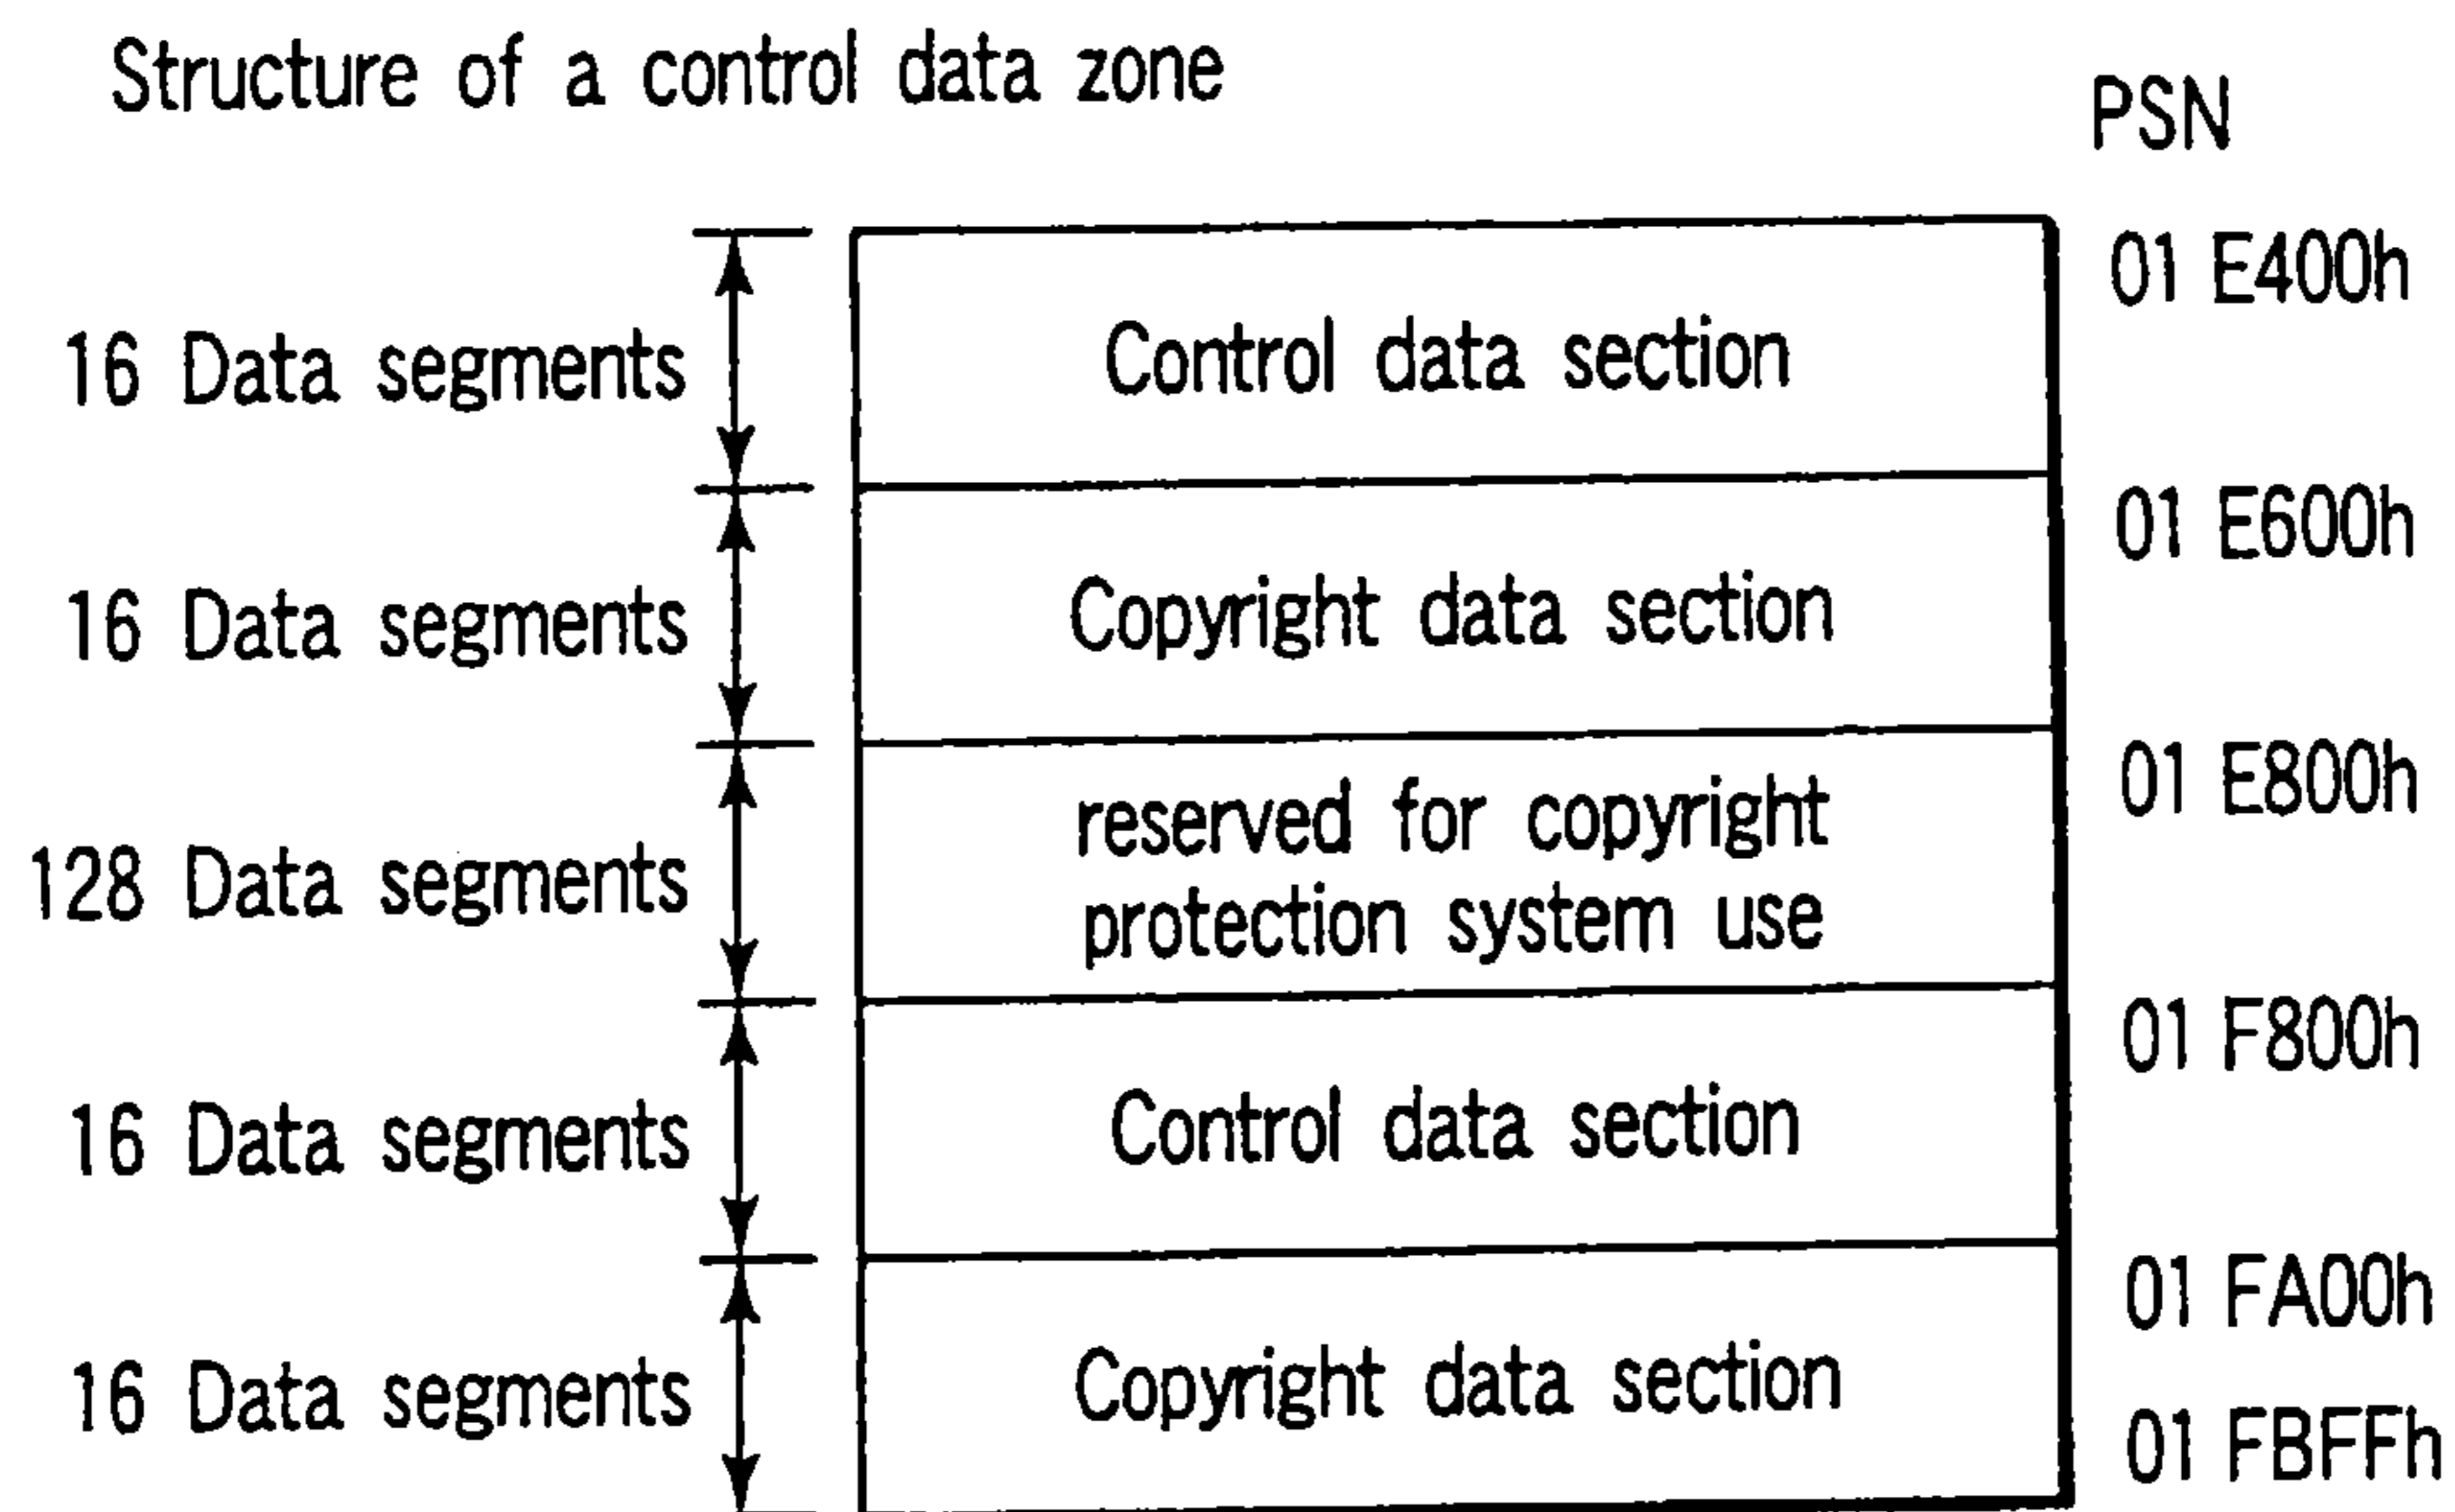 Structure of a control data zone
PSN
01 E400h
16 Data segments
Control data section
01 E600h
16 Data segments
Copyright data section
01 E800h
128 Data segments
reserved for copyright
protection system use
01 F800h
16 Data segments
Control data section
01 FA00h
16 Data segments
Copyright data section
01 FBFFh